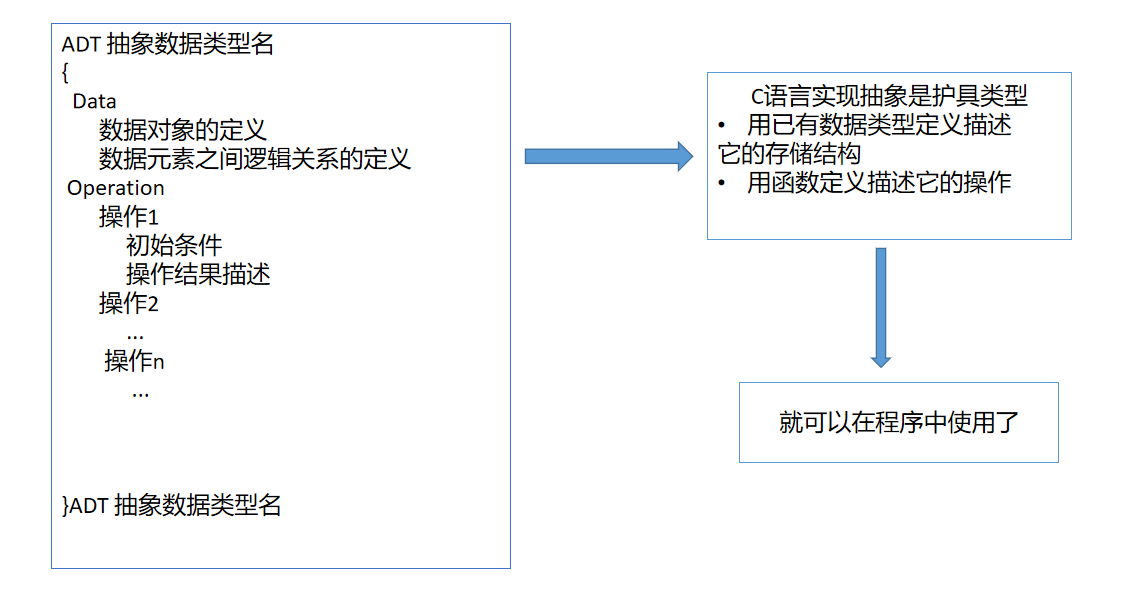 ADT 抽象数据类型名
{
Data
数据对象的定义
数据元素之间逻辑关系的定义
Operation
操作1
初始条件
操作结果描述
操作2
...
操作n
...
}ADT 抽象数据类型名
C语言实现抽象是护具类型
• 用已有数据类型定义描述
它的存储结构
• 用函数定义描述它的操作
就可以在程序中使用了